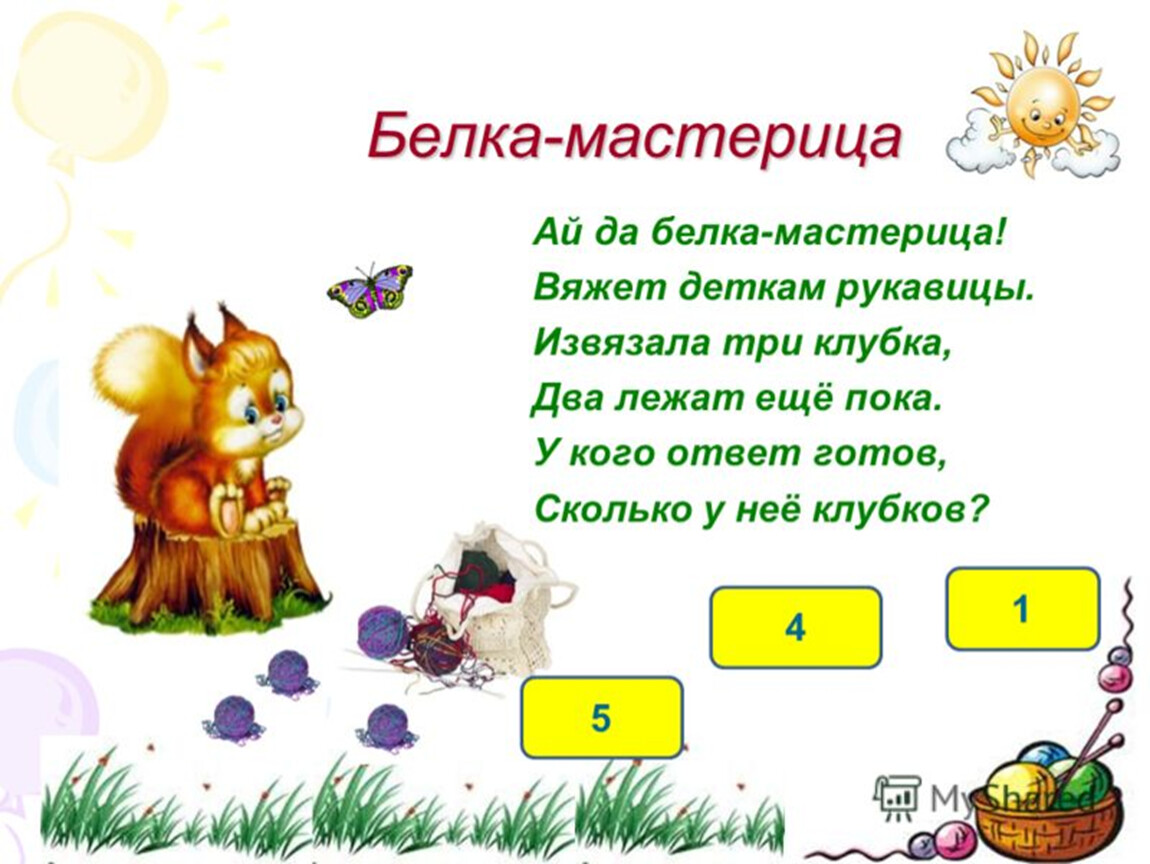 Белка-мастерица
Ай да белка-мастерица!
Вяжет деткам рукавицы.
Извязала три клубка,
Два лежат ещё пока.
У кого ответ готов,
Сколько у неё клубков?
1
4
5
MyShared